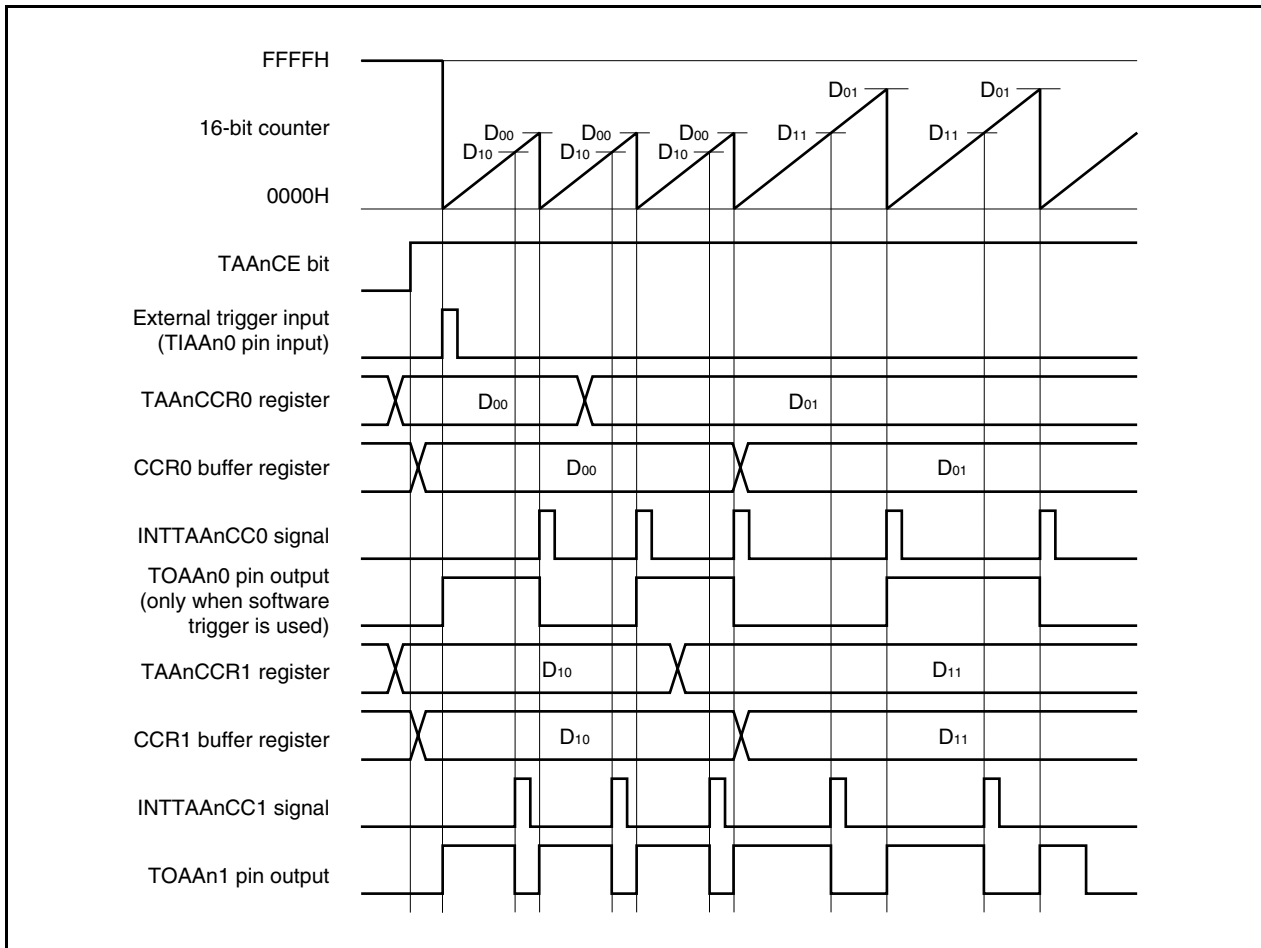 FFFFH
D01 D01
16-bit counter D00 D00 D00 D11 D11
D10 D10 D10
0000H
TAAnCE bit
External trigger input
(TIAAn0 pin input)
TAAnCCR0 register D00 D01
CCR0 buffer register D00 D01
INTTAAnCC0 signal
TOAAn0 pin output
(only when software
trigger is used)
TAAnCCR1 register D10 D11
CCR1 buffer register D10 D11
INTTAAnCC1 signal
TOAAn1 pin output